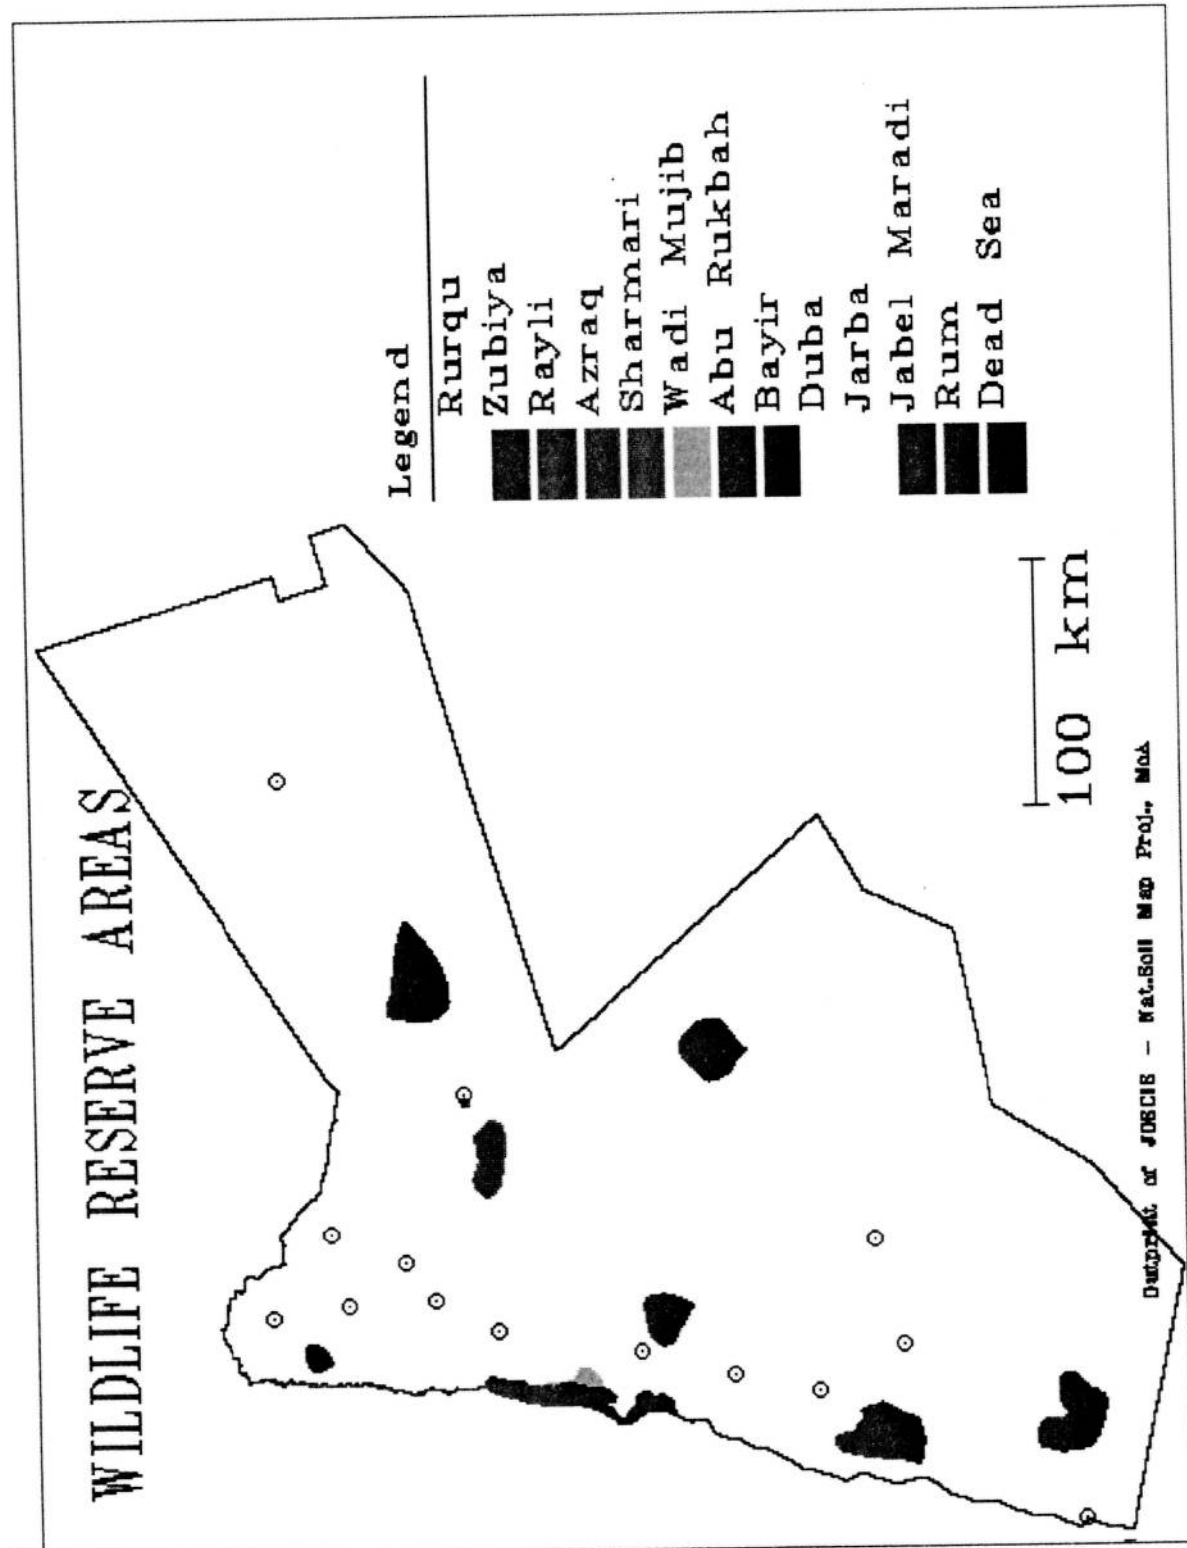 WILDLIFE RESERVE AREAS
Legend
Rurqu
Zubiya
Rayli
Azraq
Sharmari
Wadi Mujib
Abu Rukbah
Bayir
Duba
Jarba
Jabel Maradi
Rum
Dead Sea
100 km
Outprint of JOSCIS - Nat.Soil Map Proj., MoA